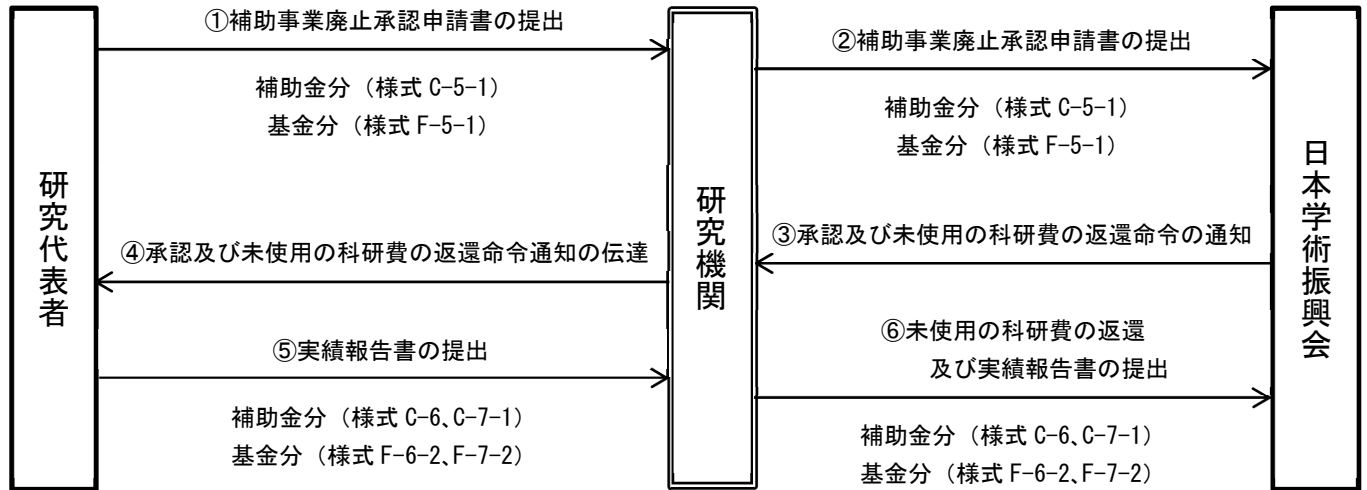 研究代表者
①補助事業廃止承認申請書の提出
補助金分（様式 C-5-1）
基金分（様式 F-5-1）
④承認及び未使用の科研費の返還命令通知の伝達
⑤実績報告書の提出
補助金分（様式 C-6、C-7-1）
基金分（様式 F-6-2、F-7-2）
研究機関
②補助事業廃止承認申請書の提出
補助金分（様式 C-5-1）
基金分（様式 F-5-1）
③承認及び未使用の科研費の返還命令の通知
⑥未使用の科研費の返還
及び実績報告書の提出
補助金分（様式 C-6、C-7-1）
基金分（様式 F-6-2、F-7-2）
日本学術振興会